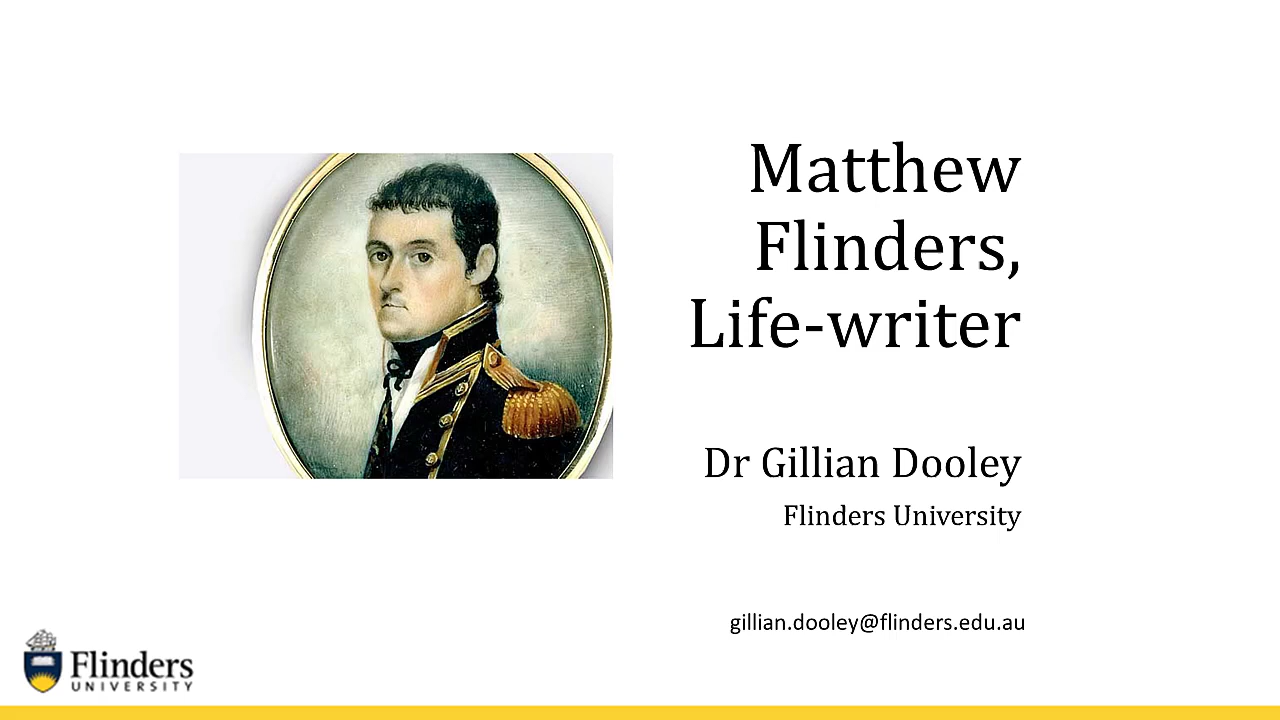 Matthew
Flinders,
Life-writer
Dr Gillian Dooley
Flinders University
gillian.dooley@flinders.edu.au
Flinders
UNIVERSITY